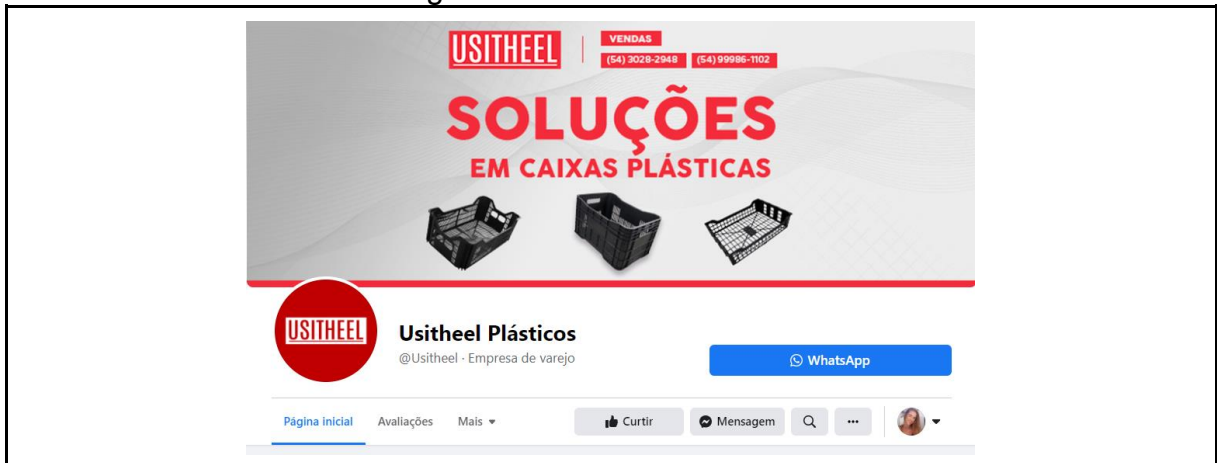 USITHEEL
VENDAS
(54) 3028-2948 (54) 99986-1102
SOLUÇÕES
EM CAIXAS PLÁSTICAS
USITHEEL
Usitheel Plásticos
@Usitheel · Empresa de varejo
WhatsApp
Página inicial Avaliações Mais
Curtir Mensagem